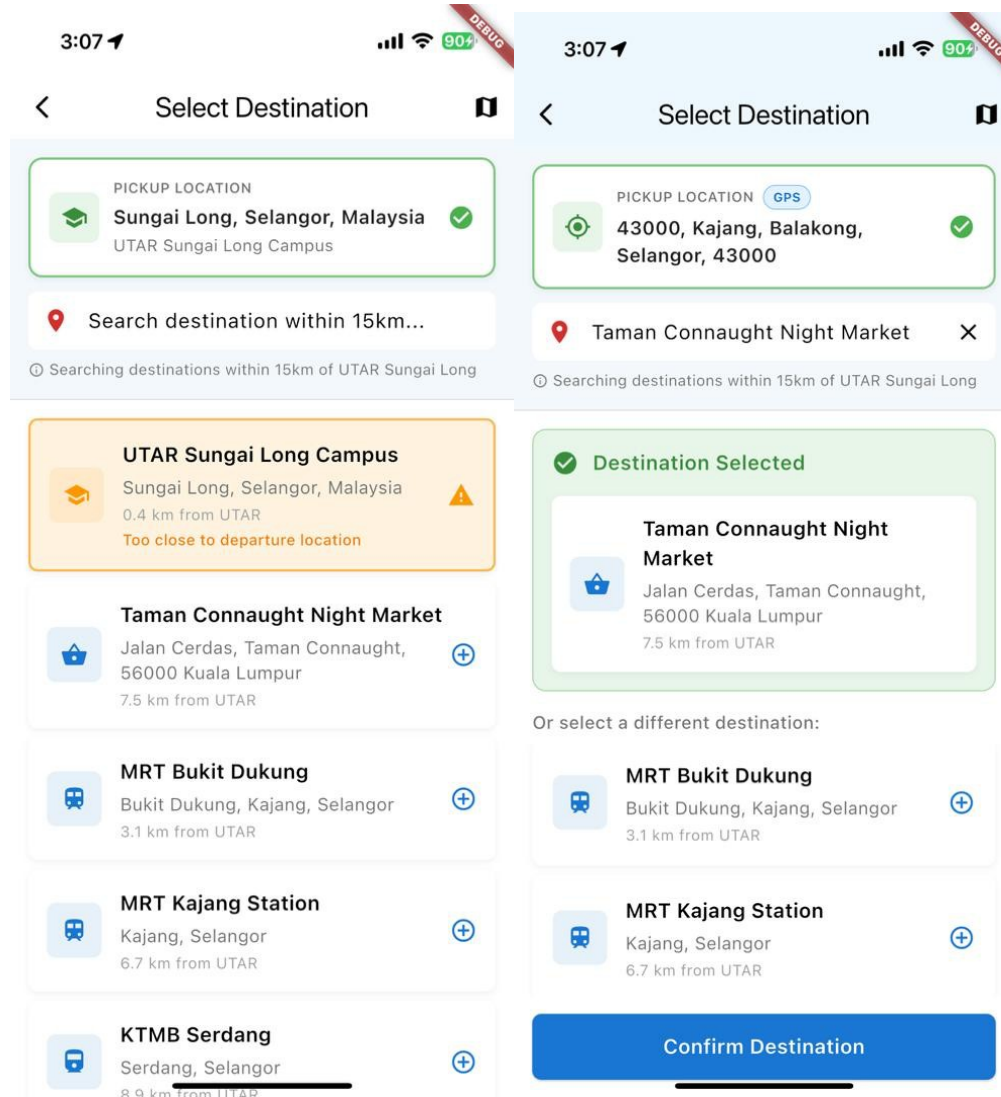 3:07
90
DEBUG
Select Destination
PICKUP LOCATION
Sungai Long, Selangor, Malaysia
UTAR Sungai Long Campus
Search destination within 15km...
Searching destinations within 15km of UTAR Sungai Long
UTAR Sungai Long Campus
Sungai Long, Selangor, Malaysia
0.4 km from UTAR
Too close to departure location
Taman Connaught Night Market
Jalan Cerdas, Taman Connaught,
56000 Kuala Lumpur
7.5 km from UTAR
MRT Bukit Dukung
Bukit Dukung, Kajang, Selangor
3.1 km from UTAR
MRT Kajang Station
Kajang, Selangor
6.7 km from UTAR
KTMB Serdang
Serdang, Selangor
8.9 km from UTAR
3:07
90
DEBUG
Select Destination
PICKUP LOCATION GPS
43000, Kajang, Balakong,
Selangor, 43000
Taman Connaught Night Market
Searching destinations within 15km of UTAR Sungai Long
Destination Selected
Taman Connaught Night
Market
Jalan Cerdas, Taman Connaught,
56000 Kuala Lumpur
7.5 km from UTAR
Or select a different destination:
MRT Bukit Dukung
Bukit Dukung, Kajang, Selangor
3.1 km from UTAR
MRT Kajang Station
Kajang, Selangor
6.7 km from UTAR
Confirm Destination